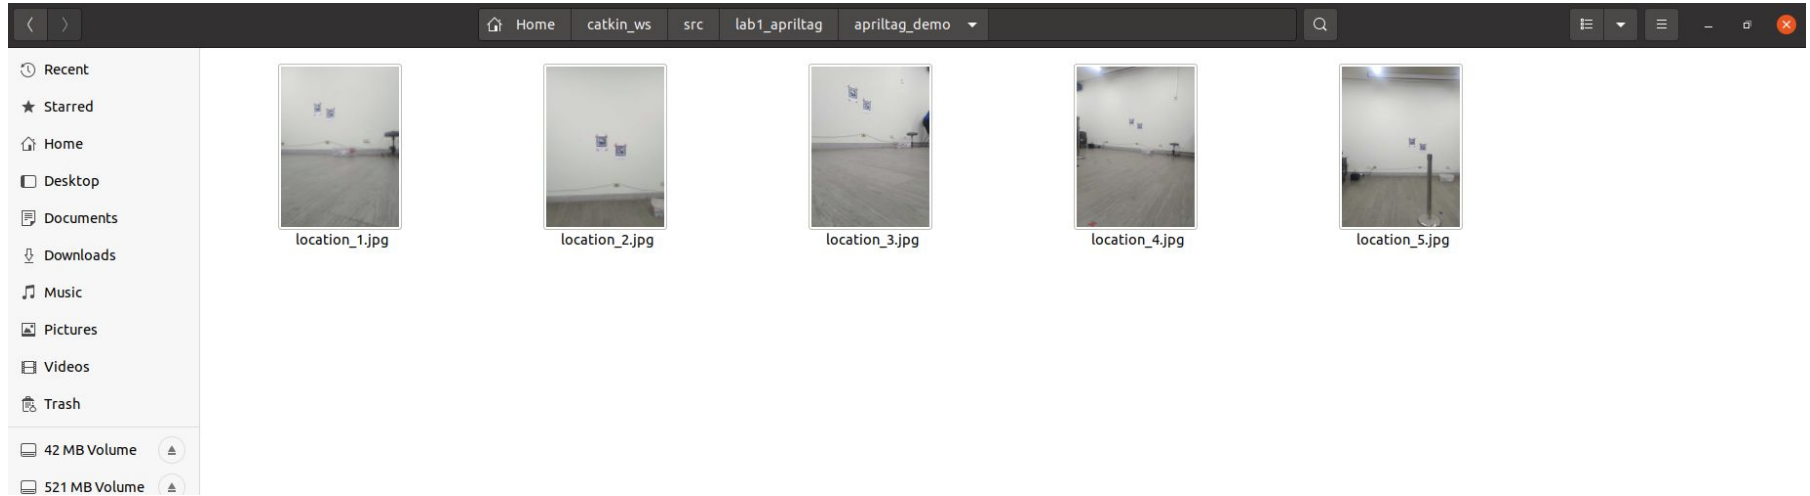 Home catkin_ws src lab1_apriltag apriltag_demo
Recent
Starred
Home
Desktop
Documents
Downloads
Music
Pictures
Videos
Trash
42 MB Volume
521 MB Volume
location_1.jpg location_2.jpg location_3.jpg location_4.jpg location_5.jpg